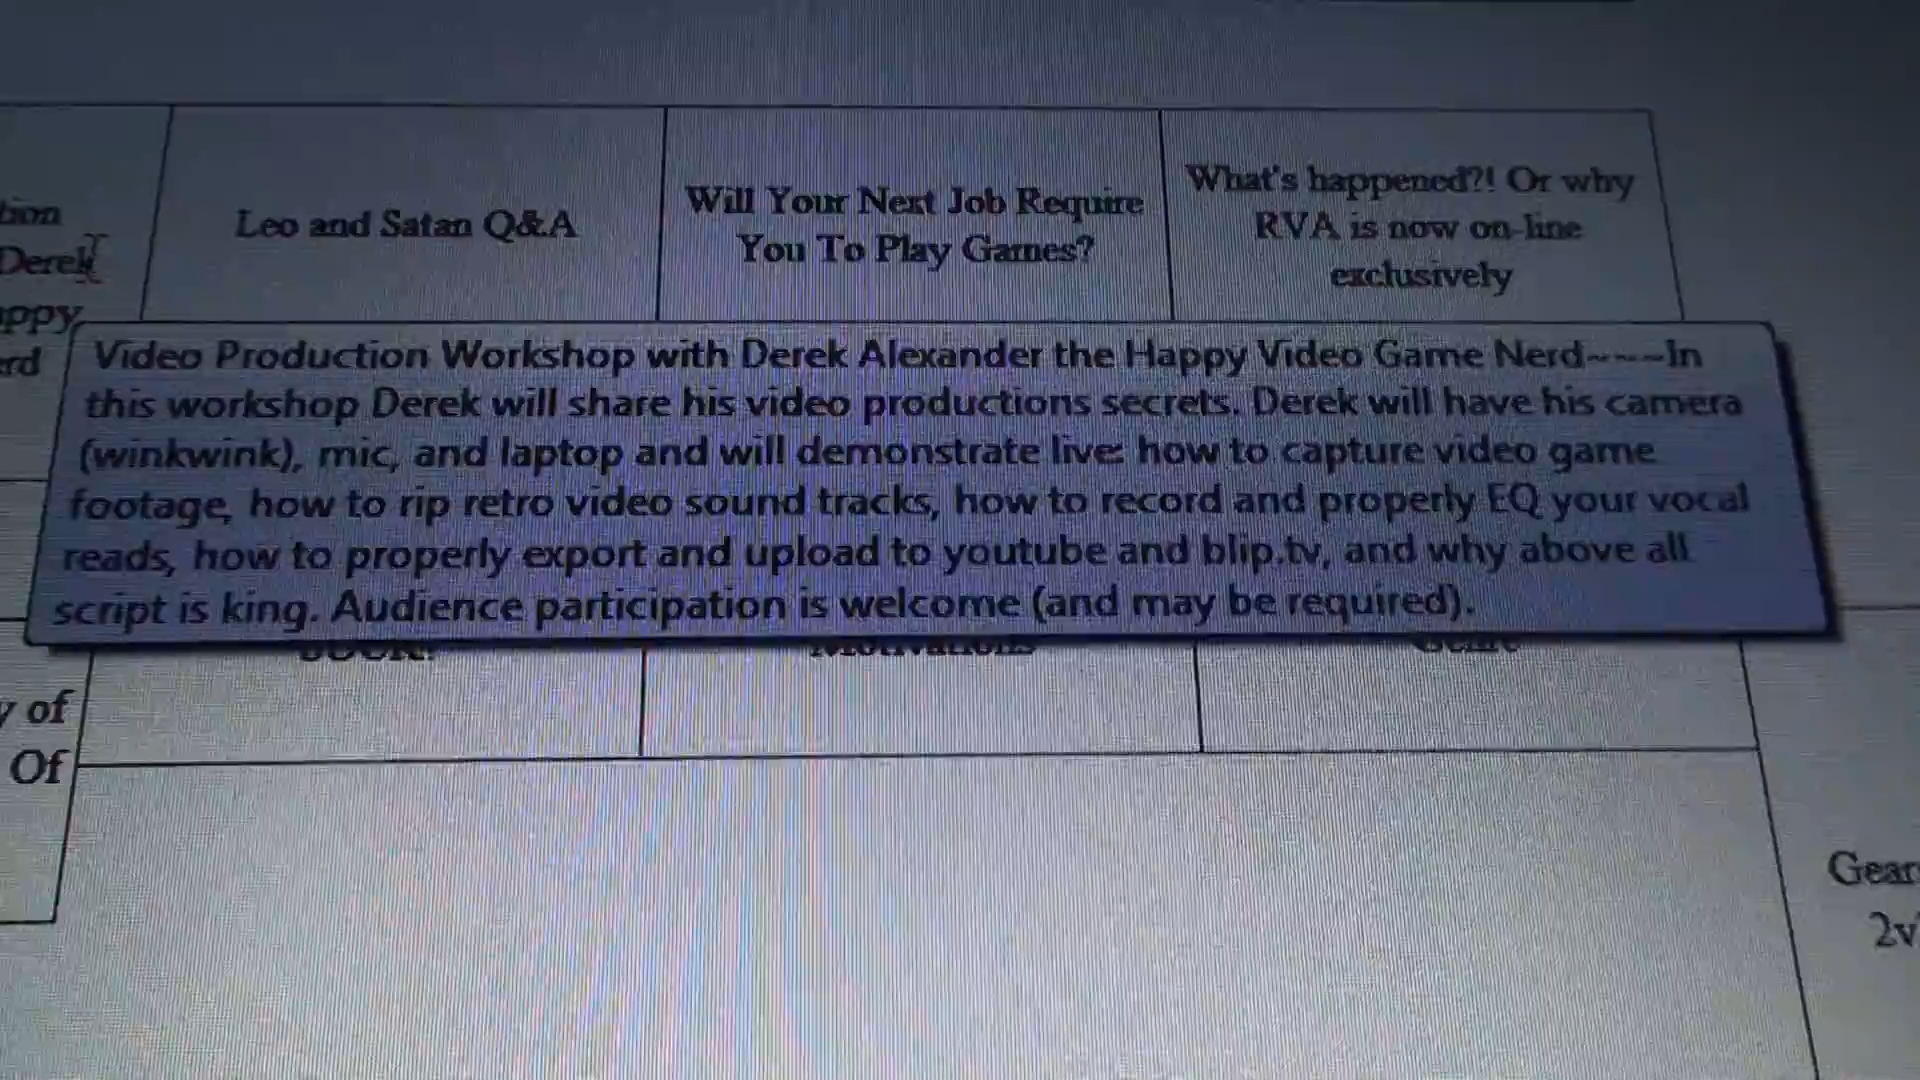 tion
Derek
Leo and Satan Q&A
Will Your Next Job Require
You To Play Games?
What's happened?! Or why
RVA is now on-line
exclusively
Video Production Workshop with Derek Alexander the Happy Video Game Nerd~~~~In
this workshop Derek will share his video productions secrets. Derek will have his camera
(winkwink), mic, and laptop and will demonstrate live: how to capture video game
footage, how to rip retro video sound tracks, how to record and properly EQ your vocal
reads, how to properly export and upload to youtube and blip.tv, and why above all
script is king. Audience participation is welcome (and may be required).
appy
erd
Motivations
y of
Of
Gear
2v